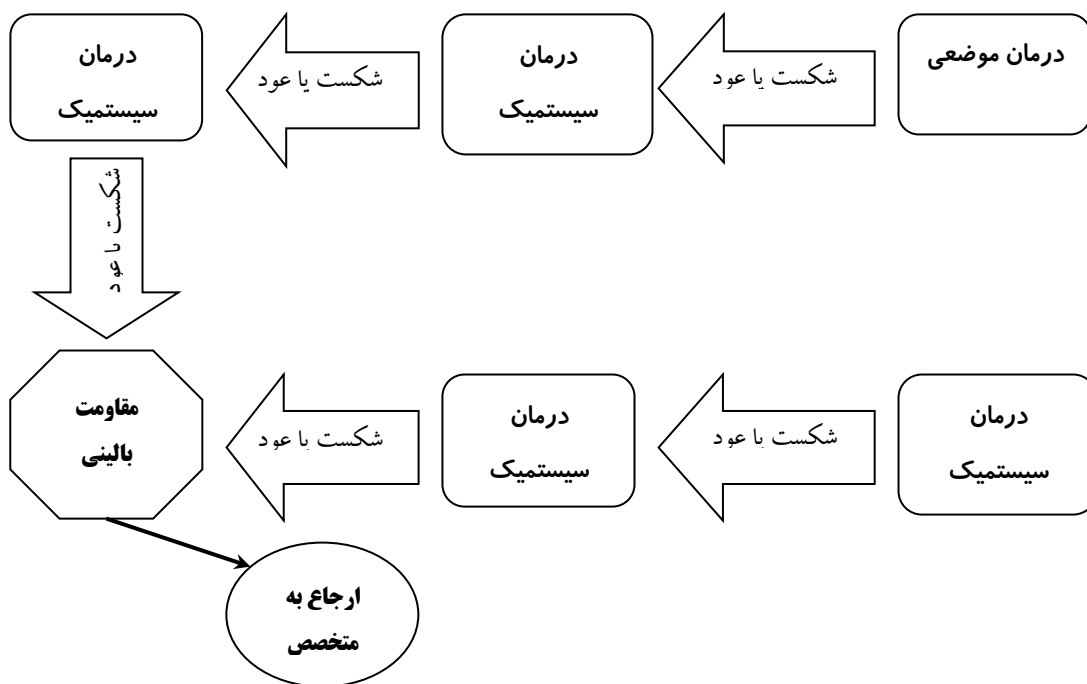 درمان موضعی
شکست یا عود
درمان
سیستمیک
شکست یا عود
درمان
سیستمیک
شکست یا عود
درمان
سیستمیک
شکست یا عود
درمان
سیستمیک
شکست یا عود
مقاومت
بالینی
ارجاع به
متخصص